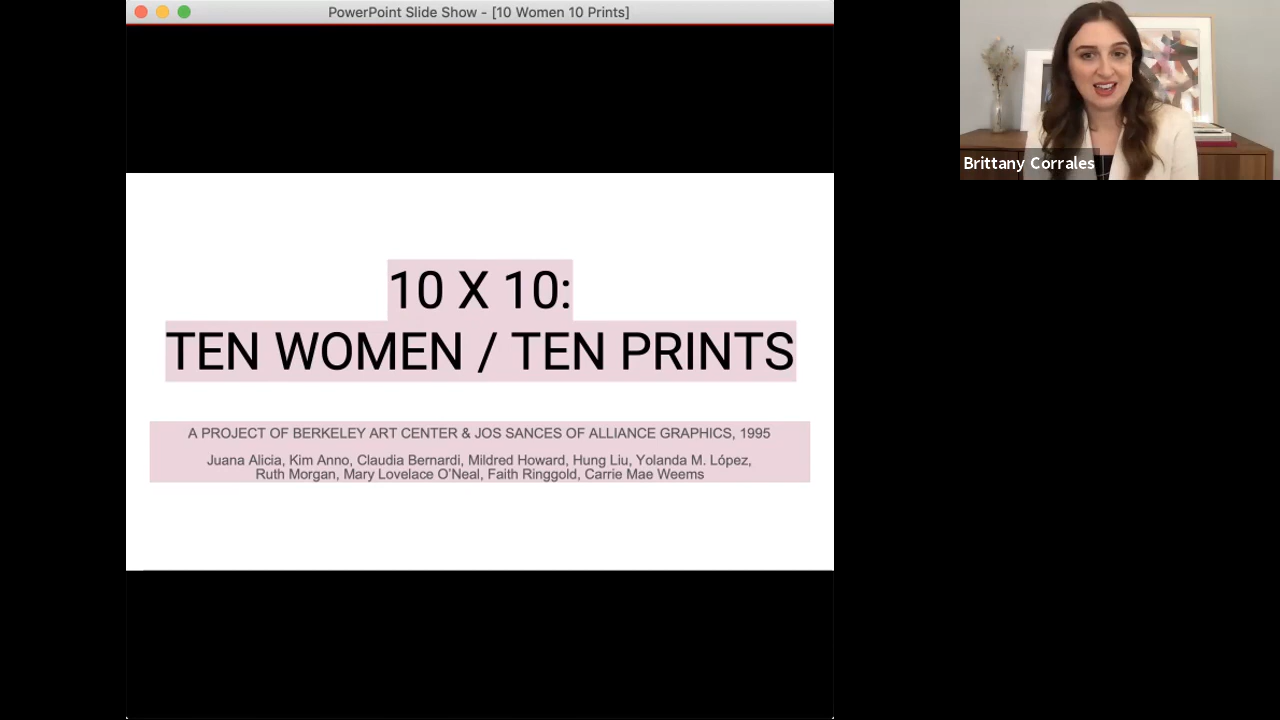 PowerPoint Slide Show - [10 Women 10 Prints]
10 X 10:
TEN WOMEN / TEN PRINTS
A PROJECT OF BERKELEY ART CENTER & JOS SANCES OF ALLIANCE GRAPHICS, 1995
Juana Alicia, Kim Anno, Claudia Bernardi, Mildred Howard, Hung Liu, Yolanda M. López,
Ruth Morgan, Mary Lovelace O'Neal, Faith Ringgold, Carrie Mae Weems
Brittany Corrales